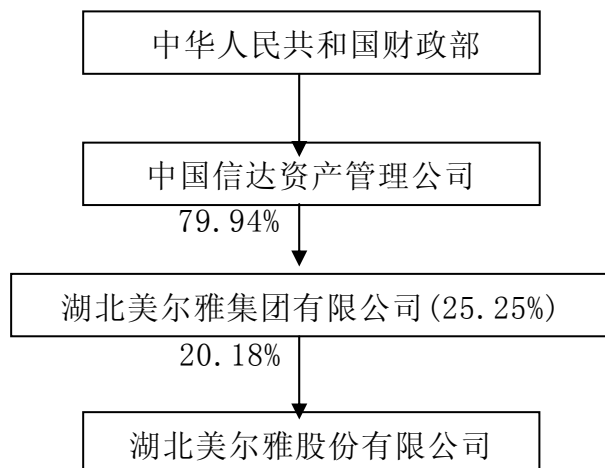 中华人民共和国财政部
中国信达资产管理公司
79.94%
湖北美尔雅集团有限公司(25.25%)
20.18%
湖北美尔雅股份有限公司